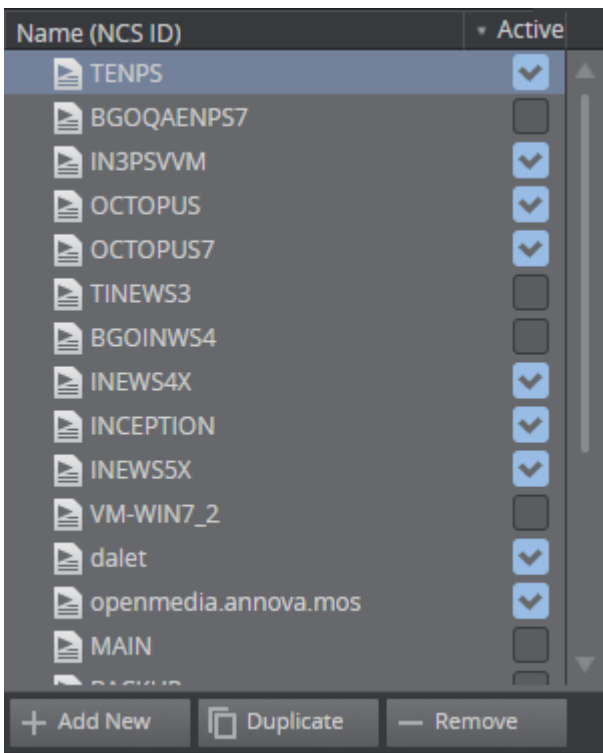 Name (NCS ID) Active
TENPS
BGOQAENPS7
IN3PSVVM
OCTOPUS
OCTOPUS7
TINEWS3
BGOINWS4
INEWS4X
INCEPTION
INEWS5X
VM-WIN7_2
dalet
openmedia.annova.mos
MAIN
BACKUP
Add New Duplicate Remove